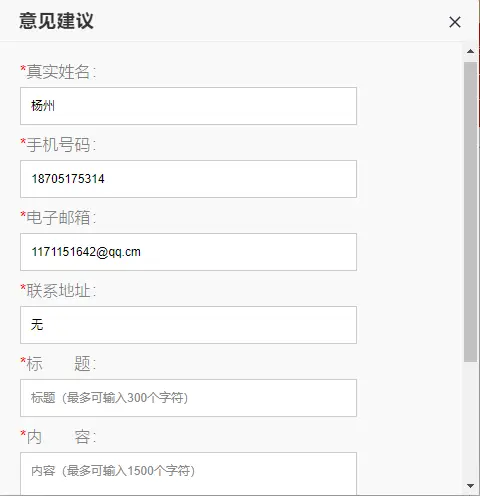 意见建议
*真实姓名：
杨州
*手机号码：
18705175314
*电子邮箱：
1171151642@qq.cm
*联系地址：
无
*标　　题：
标题（最多可输入300个字符）
*内　　容：
内容（最多可输入1500个字符）